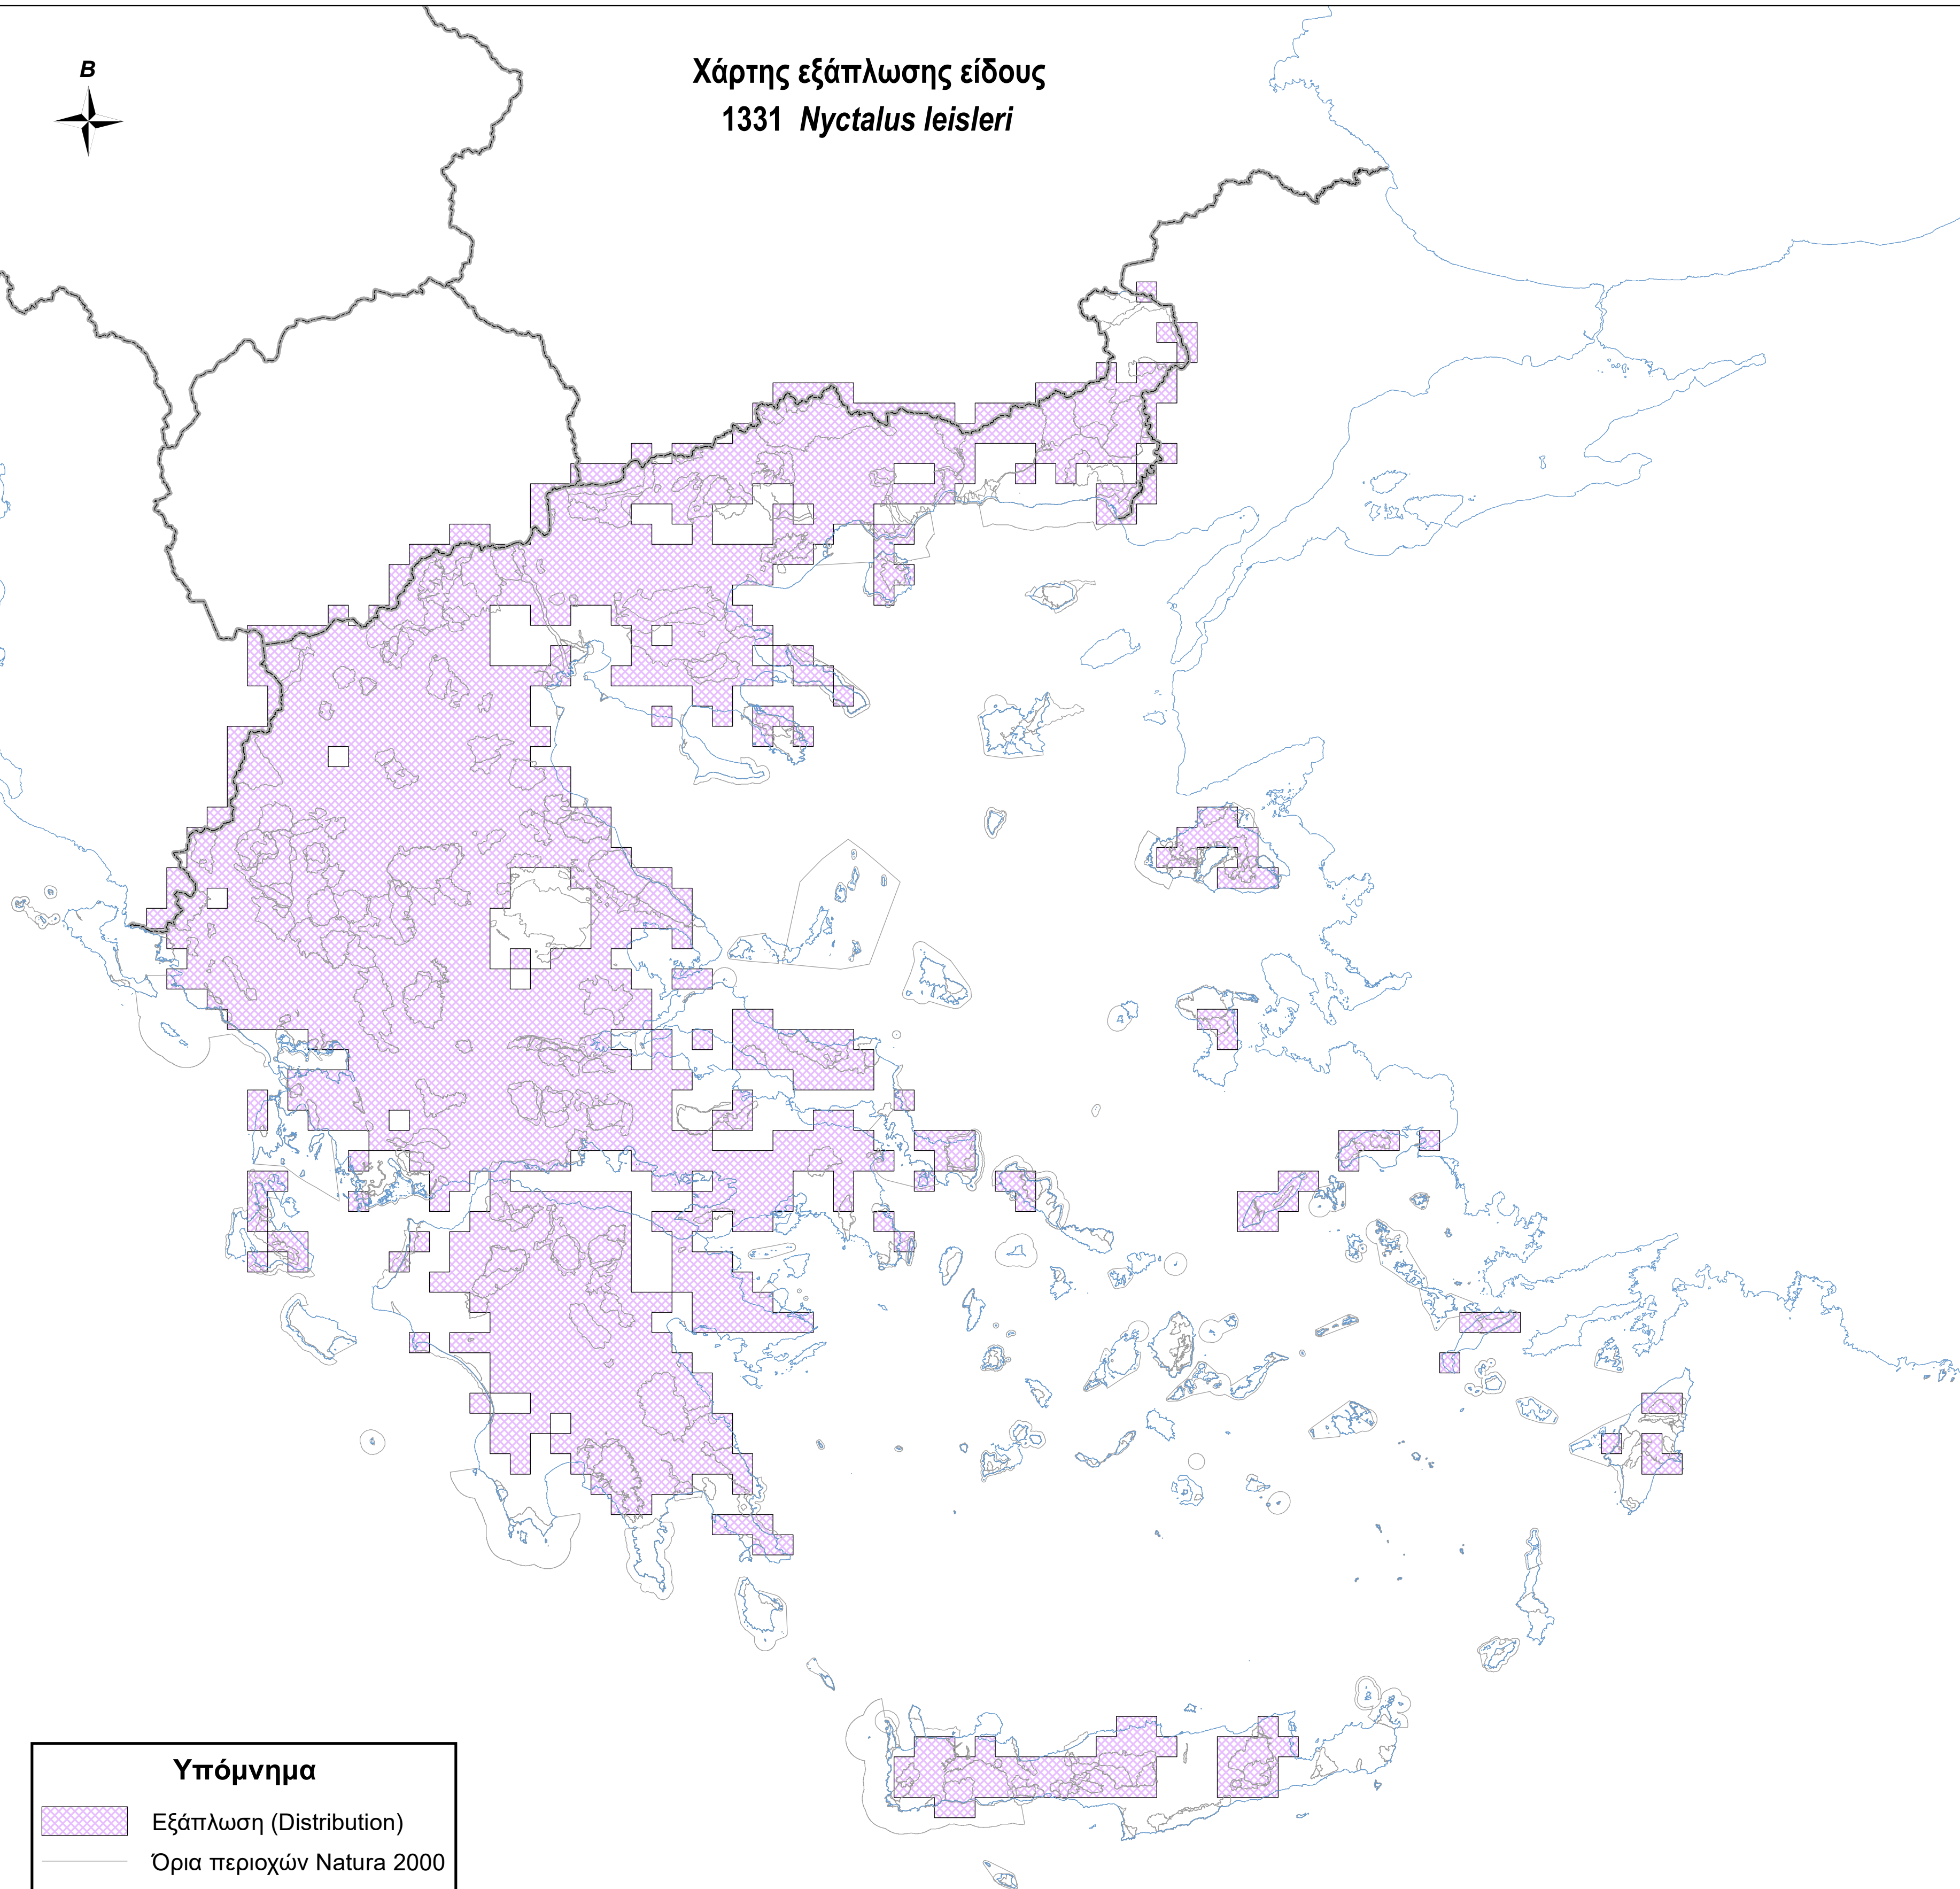 B
Χάρτης εξάπλωσης είδους
1331 Nyctalus leisleri
Υπόμνημα
Εξάπλωση (Distribution)
Όρια περιοχών Natura 2000